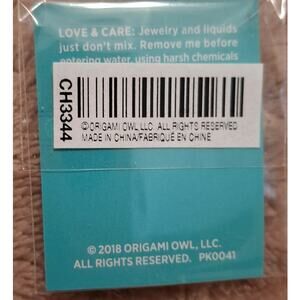 LOVE & CARE: Jewelry and liquids
just don't mix. Remove me before
entering water, using harsh chemicals
CH3344
© ORIGAMI OWL LLC. ALL RIGHTS RESERVED
MADE IN CHINA/FABRIQUÉ EN CHINE
© 2018 ORIGAMI OWL, LLC.
ALL RIGHTS RESERVED. PK0041